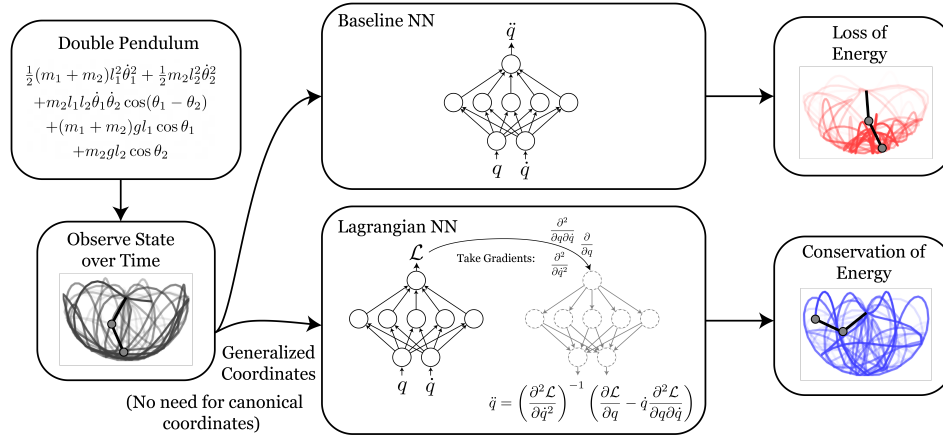 Double Pendulum
½(m₁ + m₂)l₁²θ̇₁² + ½m₂l₂²θ̇₂²
+m₂l₁l₂θ̇₁θ̇₂ cos(θ₁ − θ₂)
+(m₁ + m₂)gl₁ cos θ₁
+m₂gl₂ cos θ₂
Observe State
over Time
Generalized
Coordinates
(No need for canonical
coordinates)
Baseline NN
q̈
q q̇
Loss of
Energy
Lagrangian NN
ℒ
Take Gradients:
∂²/∂q∂q̇ ∂/∂q
∂²/∂q̇²
q q̇
q̈ = (∂²ℒ/∂q̇²)⁻¹ (∂ℒ/∂q − q̇ ∂²ℒ/∂q∂q̇)
Conservation of
Energy